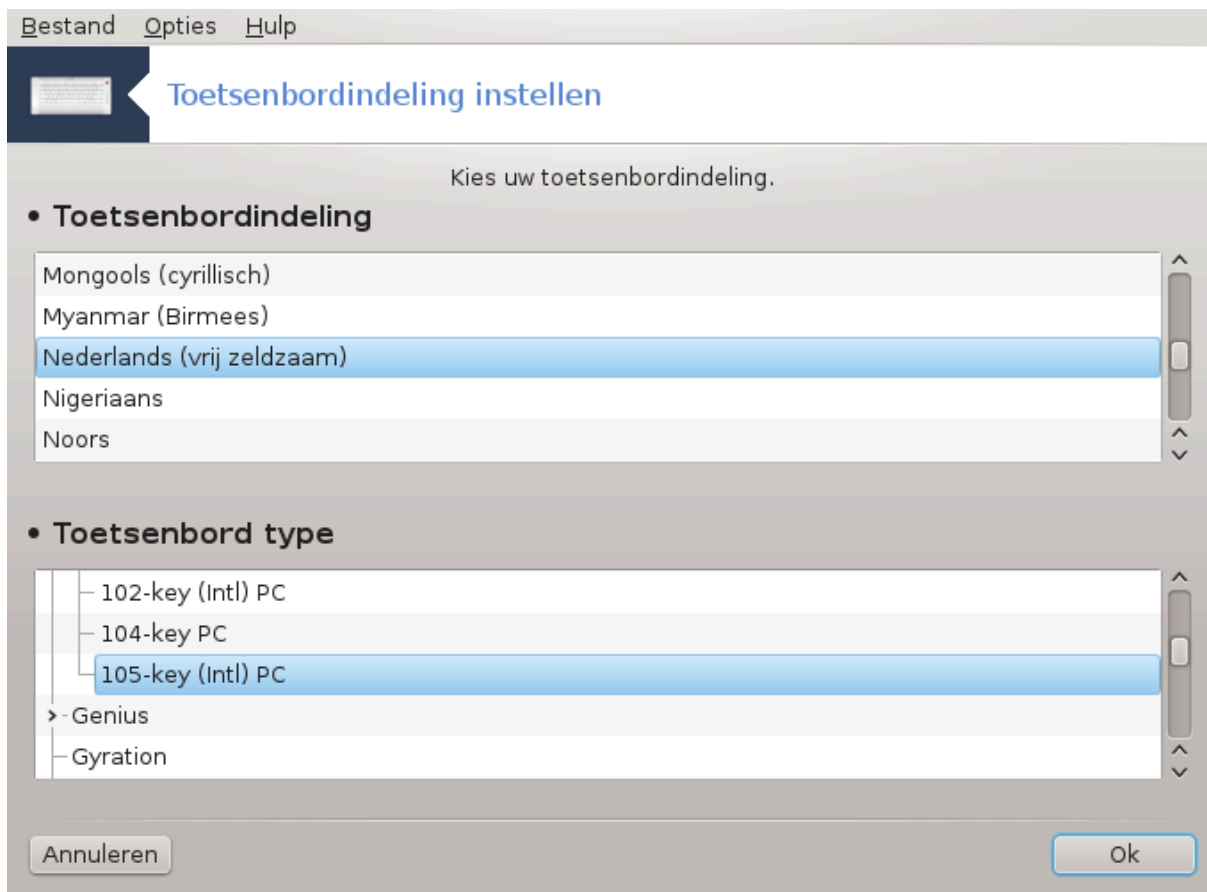 Bestand Opties Hulp
Toetsenbordindeling instellen
Kies uw toetsenbordindeling.
• Toetsenbordindeling
Mongools (cyrillisch)
Myanmar (Birmees)
Nederlands (vrij zeldzaam)
Nigeriaans
Noors
• Toetsenbord type
102-key (Intl) PC
104-key PC
105-key (Intl) PC
Genius
Gyration
Annuleren Ok